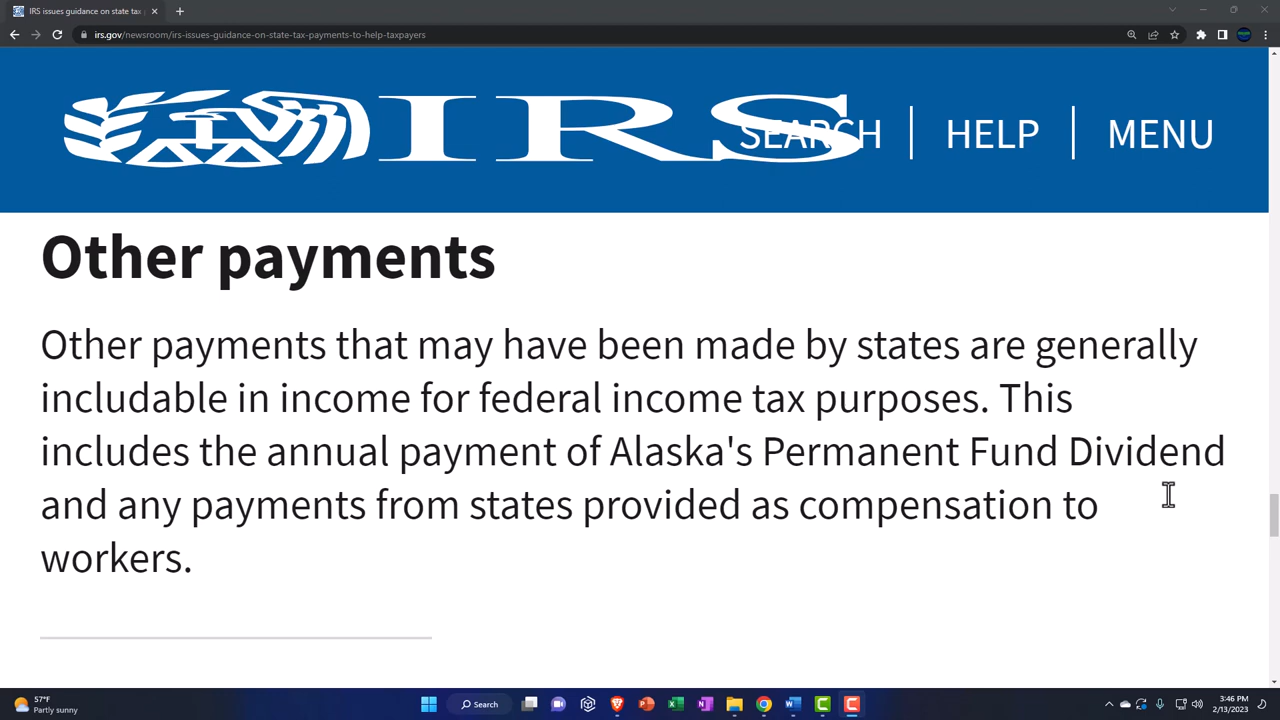 IRS issues guidance on state tax
irs.gov/newsroom/irs-issues-guidance-on-state-tax-payments-to-help-taxpayers
IRS
SEARCH
HELP
MENU
Other payments
Other payments that may have been made by states are generally
includable in income for federal income tax purposes. This
includes the annual payment of Alaska's Permanent Fund Dividend
and any payments from states provided as compensation to
workers.
57°F
Partly sunny
Search
3:46 PM
2/13/2023